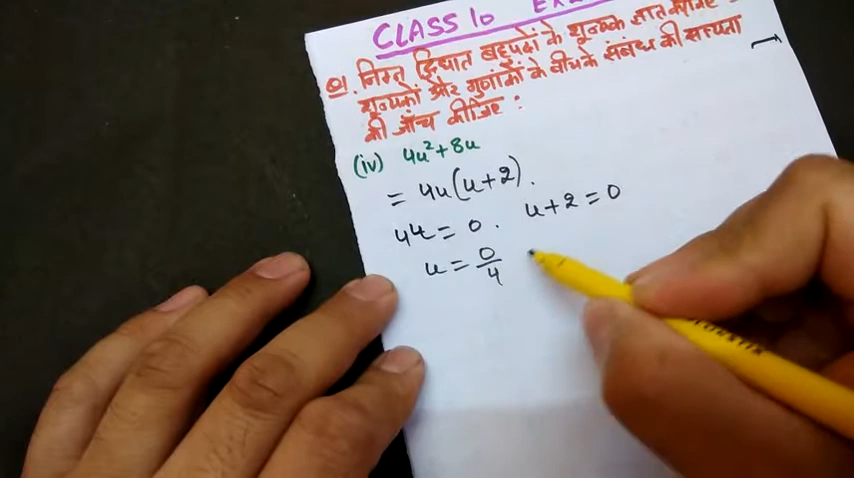 CLASS 10
Q1. निम्न द्विघात बहुपदों के शून्यक ज्ञात कीजिए
शून्यकों और गुणांकों के बीच के संबंध की सत्यता
की जाँच कीजिए :
(iv) 4u²+8u
= 4u(u+2).
4u = 0. u+2=0
u = 0/4